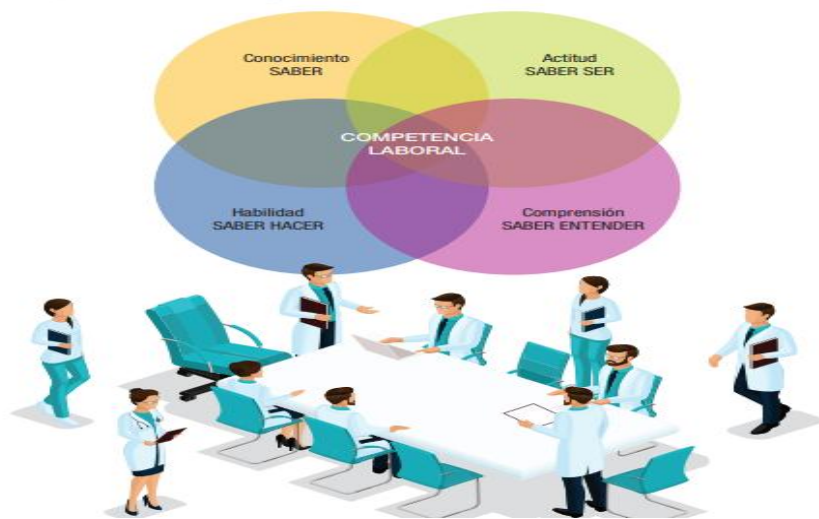 Conocimiento
SABER
Actitud
SABER SER
COMPETENCIA
LABORAL
Habilidad
SABER HACER
Comprensión
SABER ENTENDER